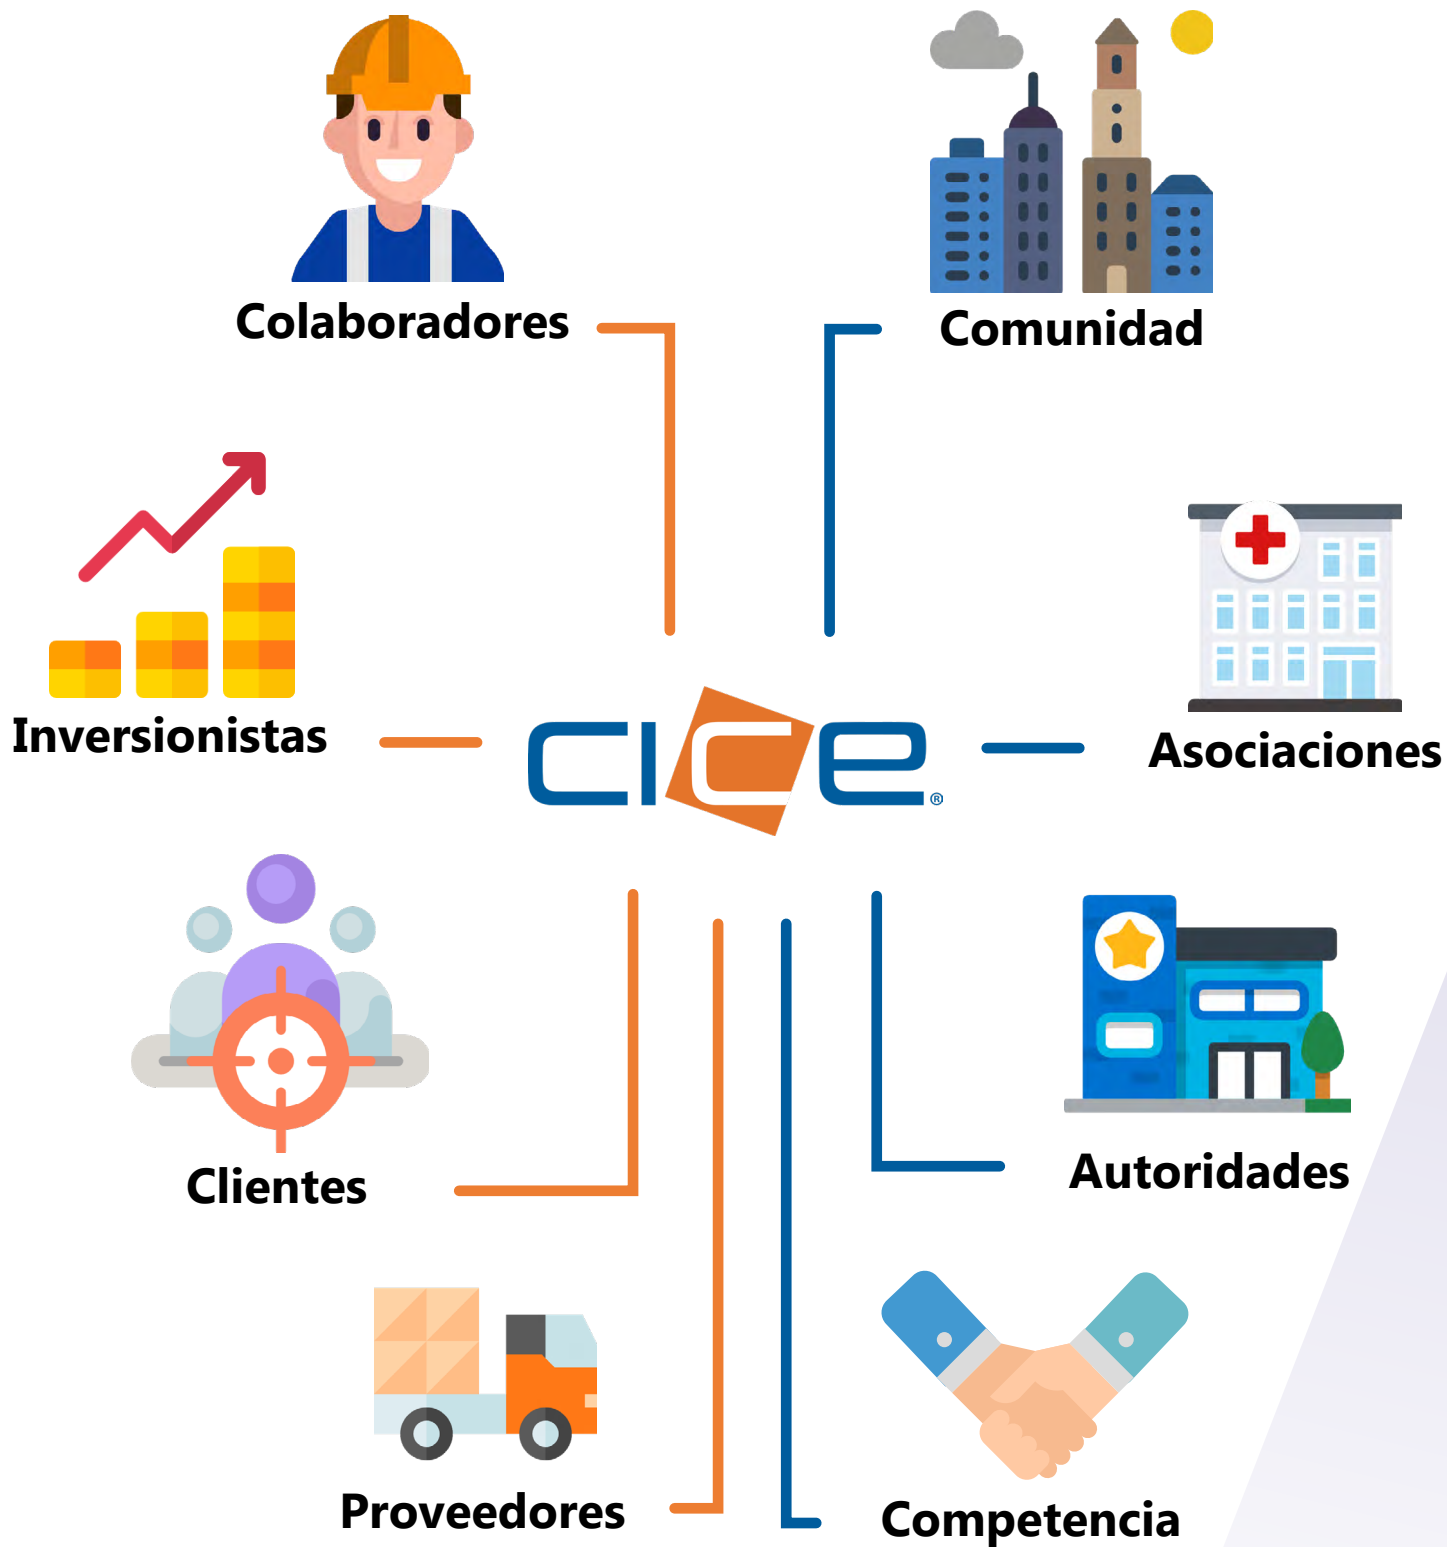 Colaboradores
Comunidad
Inversionistas
CICE®
Asociaciones
Clientes
Autoridades
Proveedores
Competencia